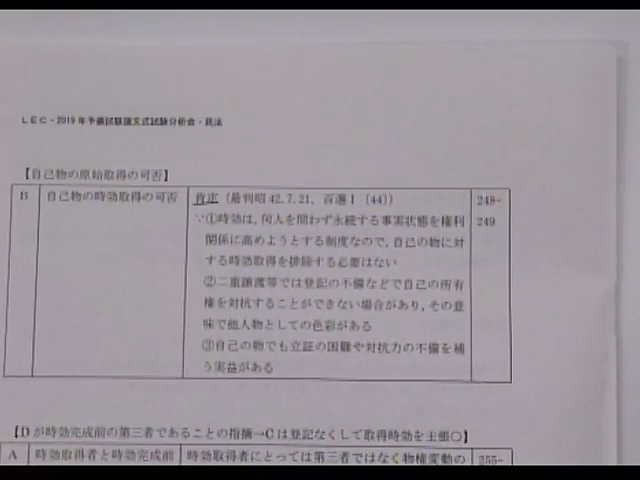 LEC・2019年予備試験論文式試験分析会・民法
【自己物の原始取得の可否】
B 自己物の時効取得の可否 肯定(最判昭42.7.21,百選Ⅰ〔44〕) 248-
∵①時効は,何人を問わず永続する事実状態を権利 249
関係に高めようとする制度なので,自己の物に対
する時効取得を排除する必要はない
②二重譲渡等では登記の不備などで自己の所有
権を対抗することができない場合があり,その意
味で他人物としての色彩がある
③自己の物でも立証の困難や対抗力の不備を補
う実益がある
【Dが時効完成前の第三者であることの指摘→Cは登記なくして取得時効を主張○】
A 時効取得者と時効完成前 時効取得者にとっては第三者ではなく物権変動の 255-